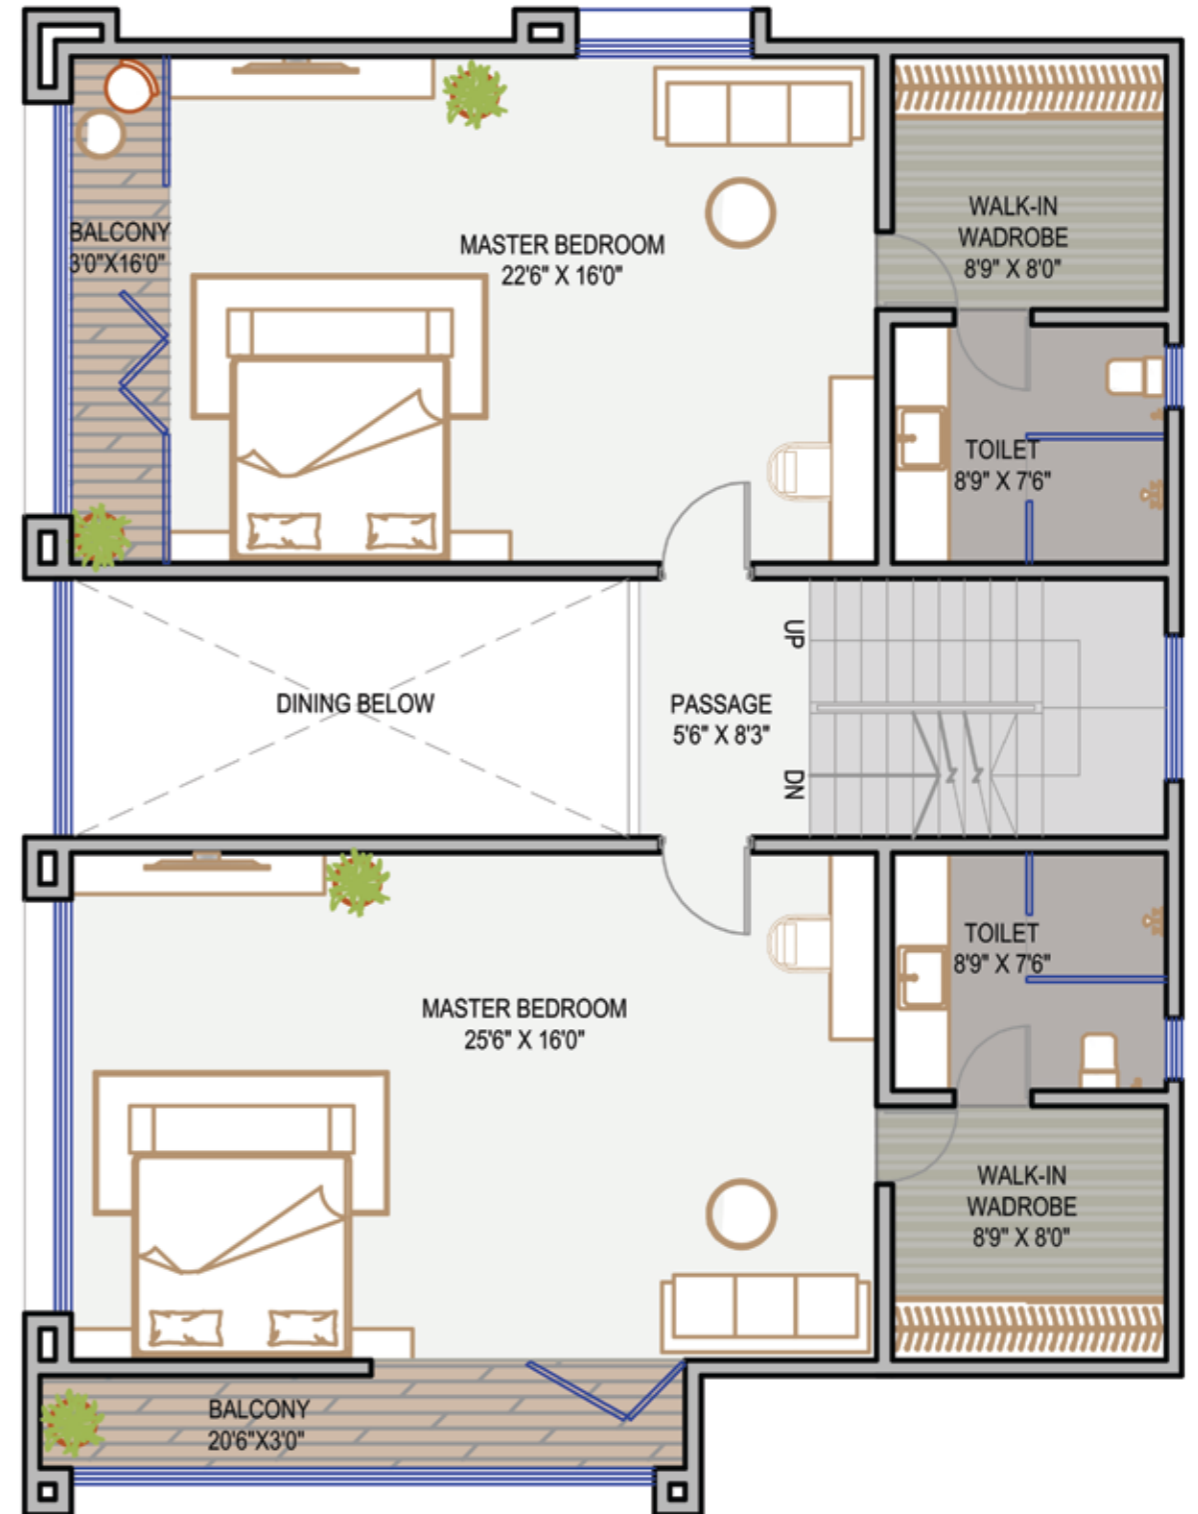 BALCONY
3'0"X16'0"
MASTER BEDROOM
22'6" X 16'0"
WALK-IN
WADROBE
8'9" X 8'0"
TOILET
8'9" X 7'6"
UP
DINING BELOW
PASSAGE
5'6" X 8'3"
DN
TOILET
8'9" X 7'6"
MASTER BEDROOM
25'6" X 16'0"
WALK-IN
WADROBE
8'9" X 8'0"
BALCONY
20'6"X3'0"